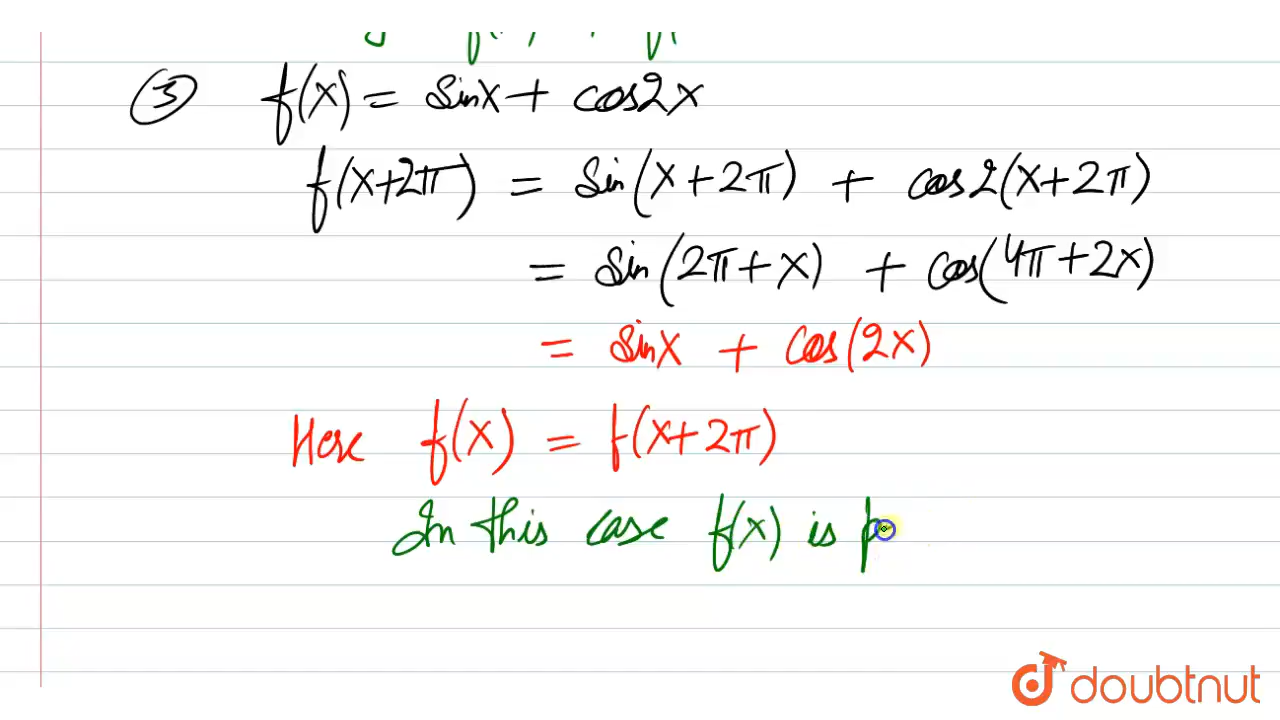 ③ f(x) = sinx + cos2x
f(x+2π) = sin(x+2π) + cos2(x+2π)
= sin(2π+x) + cos(4π+2x)
= sinx + cos(2x)
Here f(x) = f(x+2π)
In this case f(x) is p
doubtnut